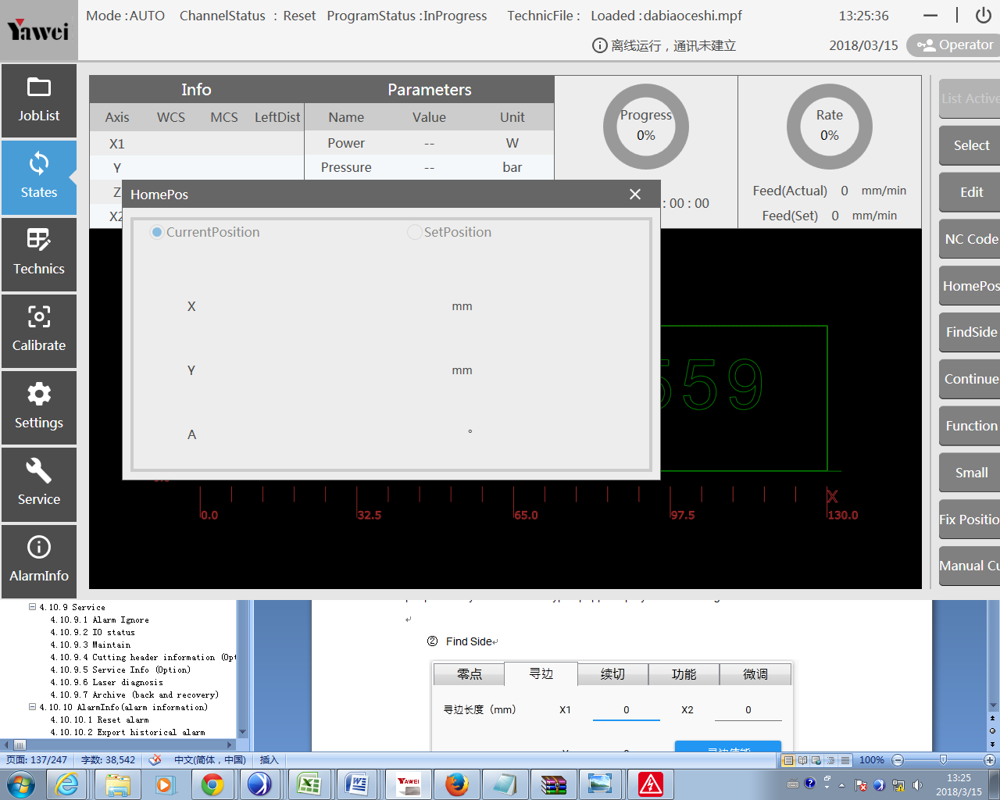 Yawei
Mode : AUTO ChannelStatus : Reset ProgramStatus : InProgress TechnicFile : Loaded : dabiaoceshi.mpf 13:25:36
离线运行，通讯未建立 2018/03/15 Operator
JobList
States
Technics
Calibrate
Settings
Service
AlarmInfo
Info Parameters
Axis WCS MCS LeftDist Name Value Unit
X1 Power -- W
Y Pressure -- bar
Z
X2
Progress
0%
: 00 : 00
Rate
0%
Feed(Actual) 0 mm/min
Feed(Set) 0 mm/min
HomePos
CurrentPosition SetPosition
X mm
Y mm
A °
559
X
0.0 32.5 65.0 97.5 130.0
List Active
Select
Edit
NC Code
HomePos
FindSide
Continue
Function
Small
Fix Positio
Manual Cu
4.10.9 Service
4.10.9.1 Alarm Ignore
4.10.9.2 IO status
4.10.9.3 Maintain
4.10.9.4 Cutting header information (Opt
4.10.9.5 Service Info (Option)
4.10.9.6 Laser diagnosis
4.10.9.7 Archive (back and recovery)
4.10.10 AlarmInfo(alarm information)
4.10.10.1 Reset alarm
4.10.10.2 Export historical alarm
② Find Side
零点 寻边 续切 功能 微调
寻边长度（mm） X1 0 X2 0
页面: 137/247 字数: 38,542 中文(简体，中国) 插入 100%
YAWEI
13:25
2018/3/15